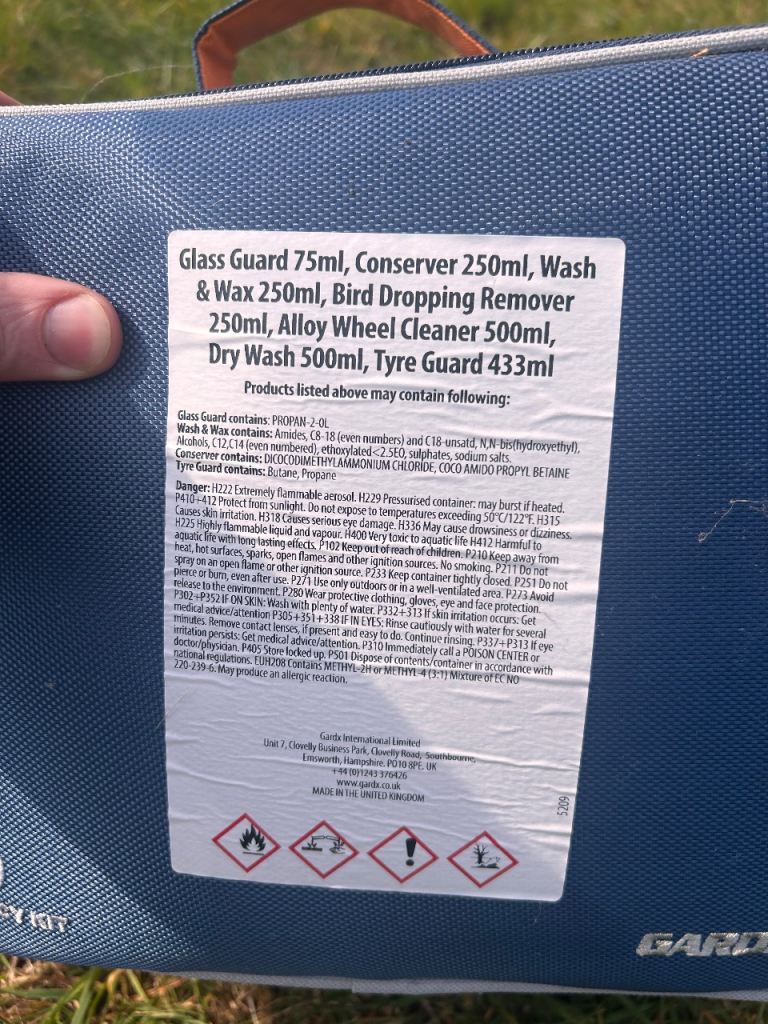 Glass Guard 75ml, Conserver 250ml, Wash
& Wax 250ml, Bird Dropping Remover
250ml, Alloy Wheel Cleaner 500ml,
Dry Wash 500ml, Tyre Guard 433ml
Products listed above may contain following:
Glass Guard contains: PROPAN-2-OL
Wash & Wax contains: Amides, C8-18 (even numbers) and C18-unsatd, N,N-bis(hydroxyethyl),
Alcohols, C12,C14 (even numbered), ethoxylated<2.5EO, sulphates, sodium salts.
Conserver contains: DICOCODIMETHYLAMMONIUM CHLORIDE, COCO AMIDO PROPYL BETAINE
Tyre Guard contains: Butane, Propane
Danger: H222 Extremely flammable aerosol. H229 Pressurised container: may burst if heated.
P410+412 Protect from sunlight. Do not expose to temperatures exceeding 50°C/122°F. H315
Causes skin irritation. H318 Causes serious eye damage. H336 May cause drowsiness or dizziness.
H225 Highly flammable liquid and vapour. H400 Very toxic to aquatic life H412 Harmful to
aquatic life with long lasting effects. P102 Keep out of reach of children. P210 Keep away from
heat, hot surfaces, sparks, open flames and other ignition sources. No smoking. P211 Do not
spray on an open flame or other ignition source. P233 Keep container tightly closed. P251 Do not
pierce or burn, even after use. P271 Use only outdoors or in a well-ventilated area. P273 Avoid
release to the environment. P280 Wear protective clothing, gloves, eye and face protection.
P302+P352 IF ON SKIN: Wash with plenty of water. P332+313 If skin irritation occurs: Get
medical advice/attention P305+351+338 IF IN EYES: Rinse cautiously with water for several
minutes. Remove contact lenses, if present and easy to do. Continue rinsing. P337+P313 If eye
irritation persists: Get medical advice/attention. P310 Immediately call a POISON CENTER or
doctor/physician. P405 Store locked up. P501 Dispose of contents/container in accordance with
national regulations. EUH208 Contains METHYL-2H or METHYL-4 (3:1) Mixture of EC NO
220-239-6. May produce an allergic reaction.
Gardx International Limited
Unit 7, Clovelly Business Park, Clovelly Road, Southbourne,
Emsworth, Hampshire. PO10 8PE. UK
+44 (0)1243 376426
www.gardx.co.uk
MADE IN THE UNITED KINGDOM
5209
KIT
GARD